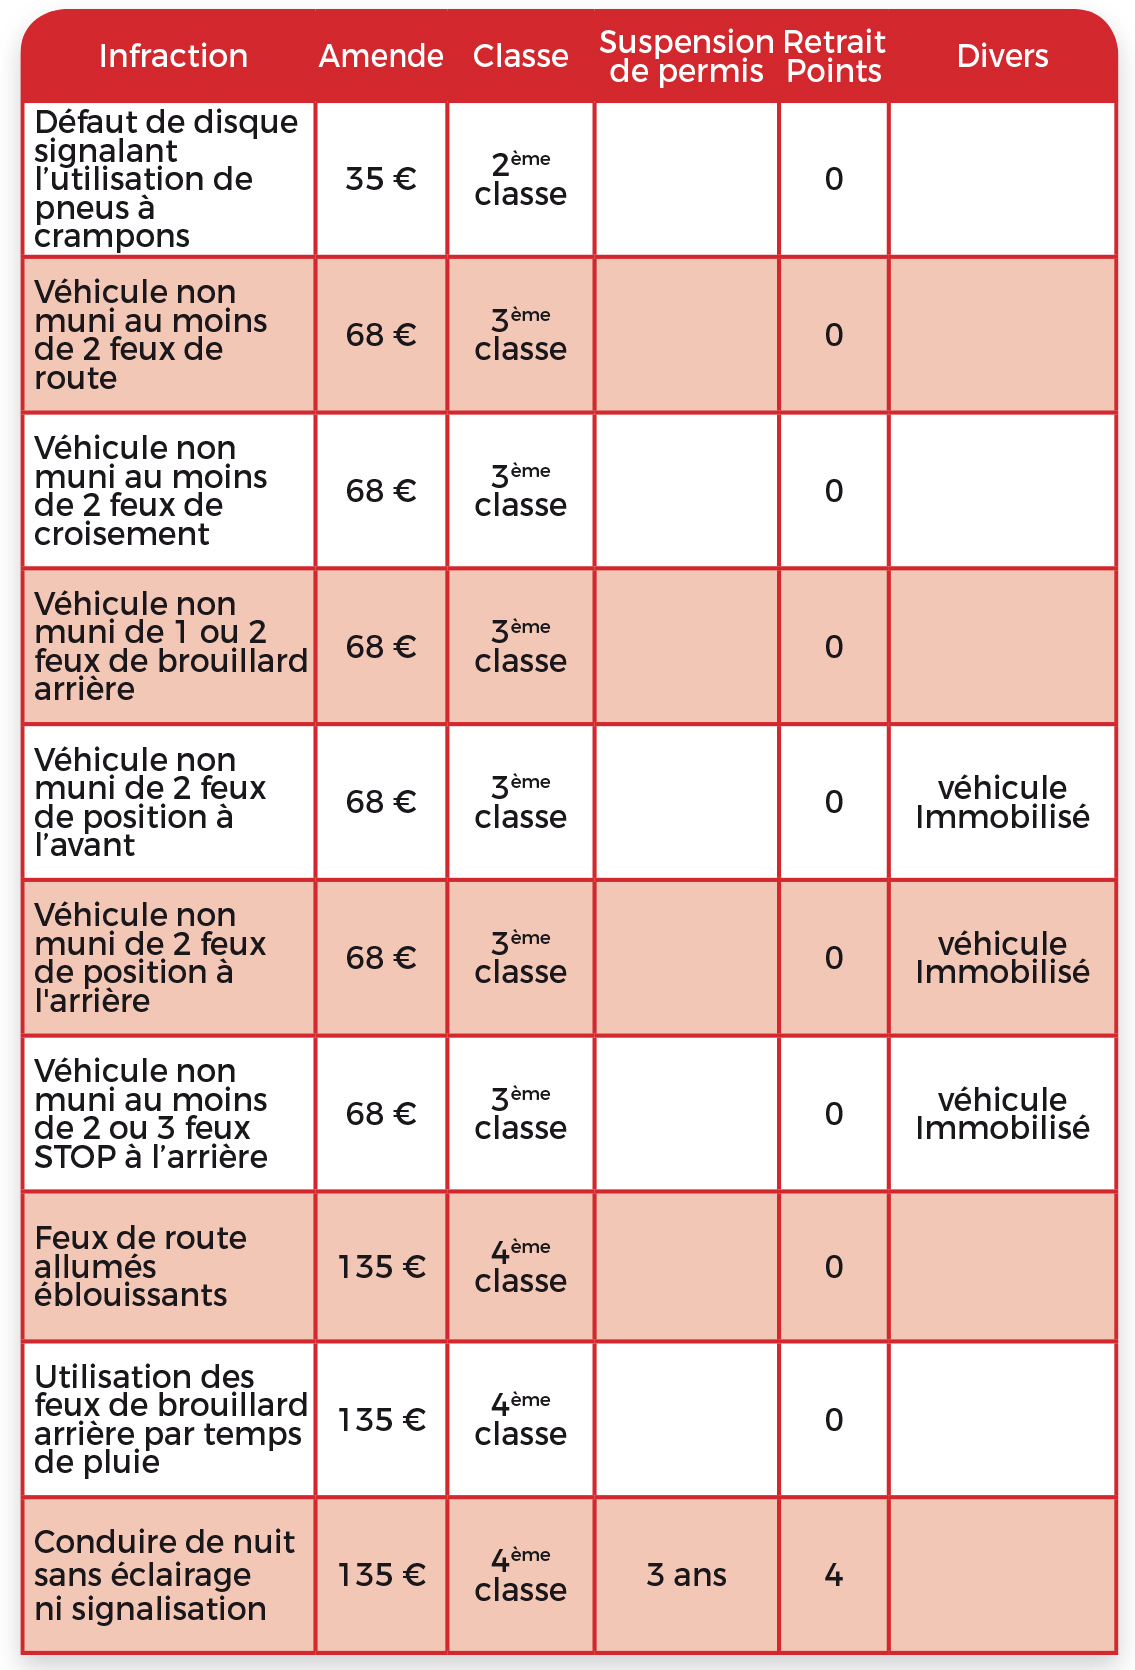 Infraction
Amende
Classe
Suspension
de permis
Retrait
Points
Divers
Défaut de disque
signalant
l’utilisation de
pneus à
crampons
35 €
2ème
classe
0
Véhicule non
muni au moins
de 2 feux de
route
68 €
3ème
classe
0
Véhicule non
muni au moins
de 2 feux de
croisement
68 €
3ème
classe
0
Véhicule non
muni de 1 ou 2
feux de brouillard
arrière
68 €
3ème
classe
0
Véhicule non
muni de 2 feux
de position à
l’avant
68 €
3ème
classe
0
véhicule
Immobilisé
Véhicule non
muni de 2 feux
de position à
l'arrière
68 €
3ème
classe
0
véhicule
Immobilisé
Véhicule non
muni au moins
de 2 ou 3 feux
STOP à l’arrière
68 €
3ème
classe
0
véhicule
Immobilisé
Feux de route
allumés
éblouissants
135 €
4ème
classe
0
Utilisation des
feux de brouillard
arrière par temps
de pluie
135 €
4ème
classe
0
Conduire de nuit
sans éclairage
ni signalisation
135 €
4ème
classe
3 ans
4